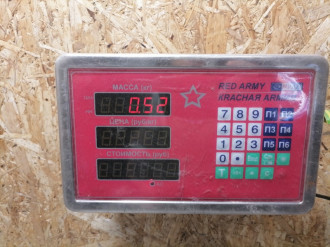 МАССА (кг)
0.52
ЦЕНА (руб/кг)
СТОИМОСТЬ (руб)
RED ARMY
КРАСНАЯ АРМИЯ
7 8 9 П1 П2
4 5 6 П3 П4
1 2 3 П5 П6
0 •
Т